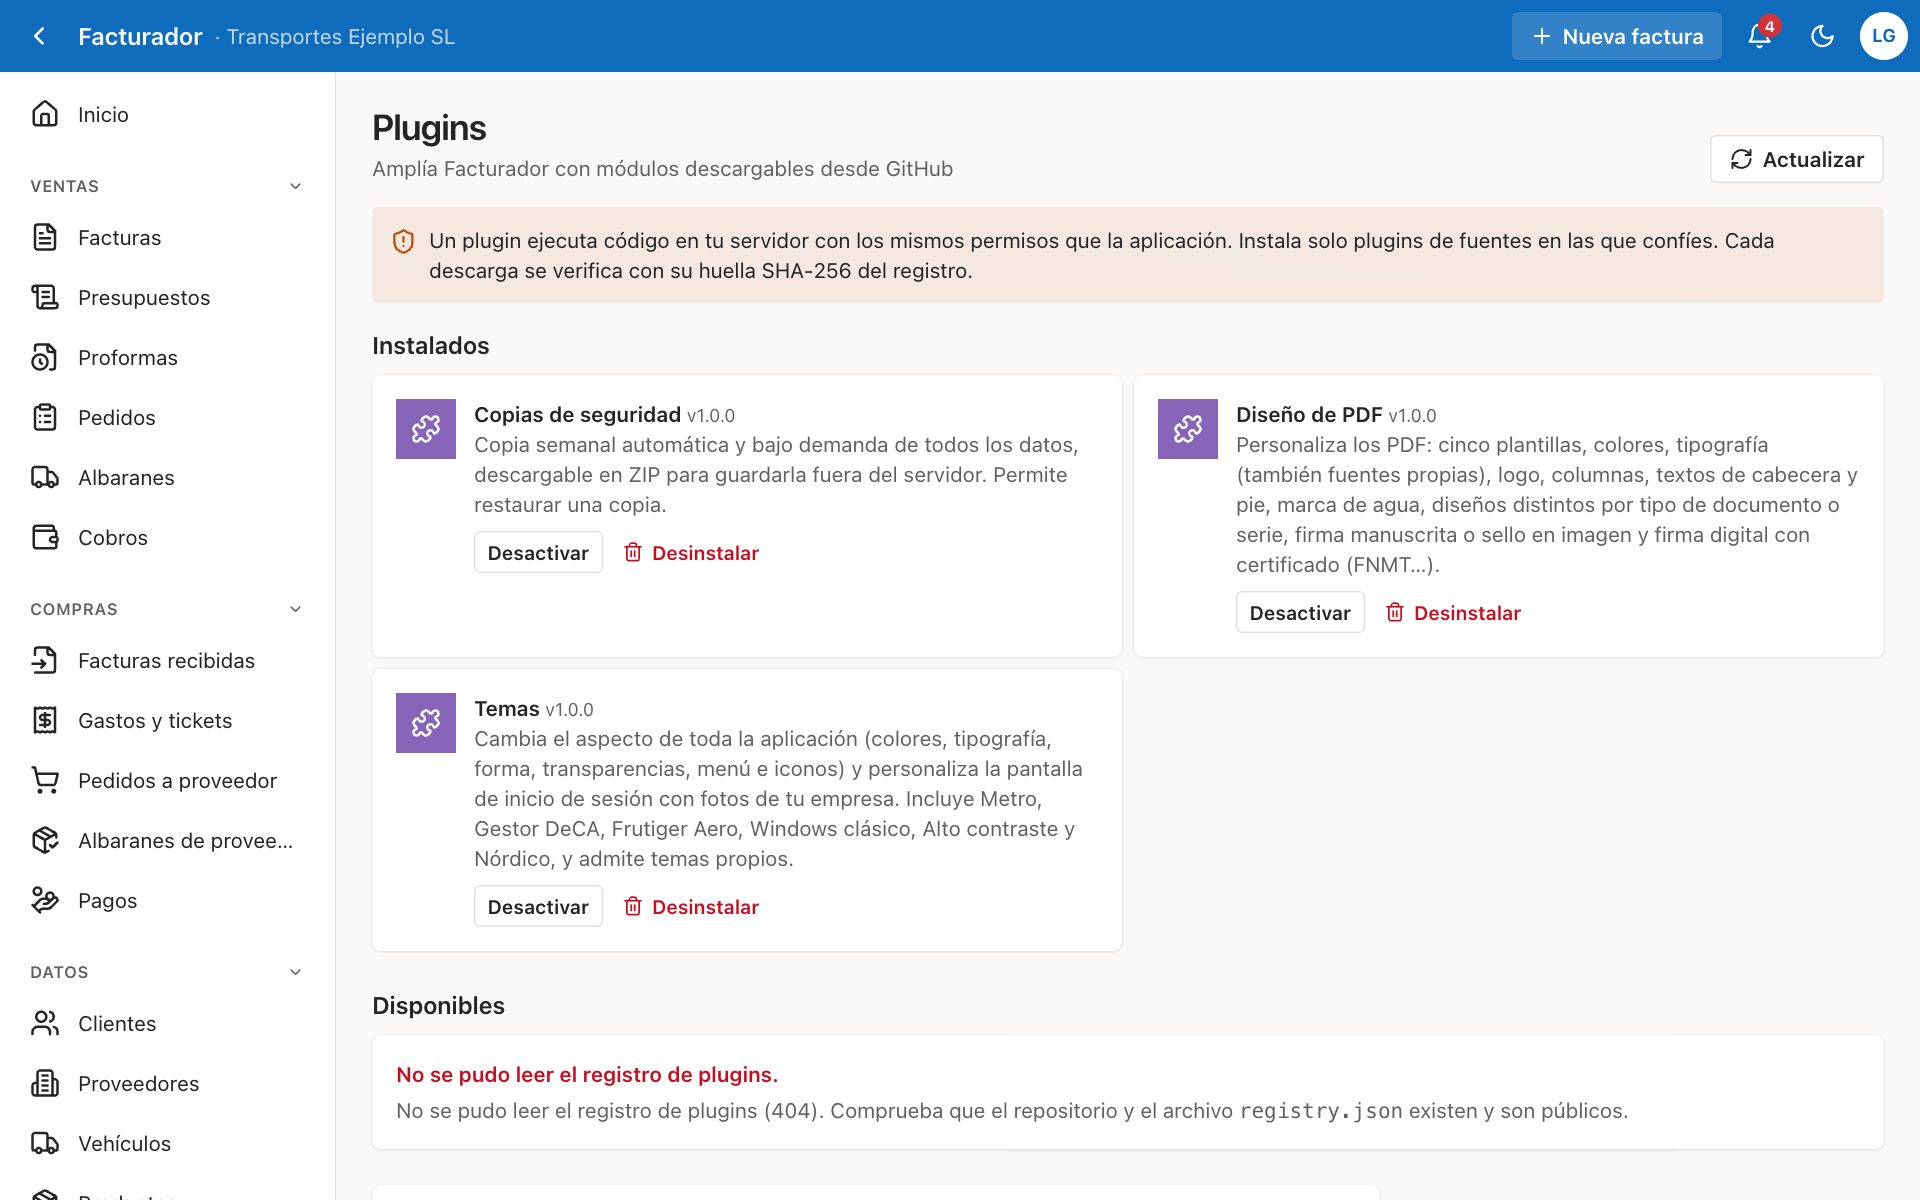 Facturador · Transportes Ejemplo SL
Nueva factura
4
LG
Inicio
VENTAS
Facturas
Presupuestos
Proformas
Pedidos
Albaranes
Cobros
COMPRAS
Facturas recibidas
Gastos y tickets
Pedidos a proveedor
Albaranes de provee...
Pagos
DATOS
Clientes
Proveedores
Vehículos
Plugins
Amplía Facturador con módulos descargables desde GitHub
Actualizar
Un plugin ejecuta código en tu servidor con los mismos permisos que la aplicación. Instala solo plugins de fuentes en las que confíes. Cada
descarga se verifica con su huella SHA-256 del registro.
Instalados
Copias de seguridad v1.0.0
Copia semanal automática y bajo demanda de todos los datos,
descargable en ZIP para guardarla fuera del servidor. Permite
restaurar una copia.
Desactivar
Desinstalar
Diseño de PDF v1.0.0
Personaliza los PDF: cinco plantillas, colores, tipografía
(también fuentes propias), logo, columnas, textos de cabecera y
pie, marca de agua, diseños distintos por tipo de documento o
serie, firma manuscrita o sello en imagen y firma digital con
certificado (FNMT...).
Desactivar
Desinstalar
Temas v1.0.0
Cambia el aspecto de toda la aplicación (colores, tipografía,
forma, transparencias, menú e iconos) y personaliza la pantalla
de inicio de sesión con fotos de tu empresa. Incluye Metro,
Gestor DeCA, Frutiger Aero, Windows clásico, Alto contraste y
Nórdico, y admite temas propios.
Desactivar
Desinstalar
Disponibles
No se pudo leer el registro de plugins.
No se pudo leer el registro de plugins (404). Comprueba que el repositorio y el archivo registry.json existen y son públicos.